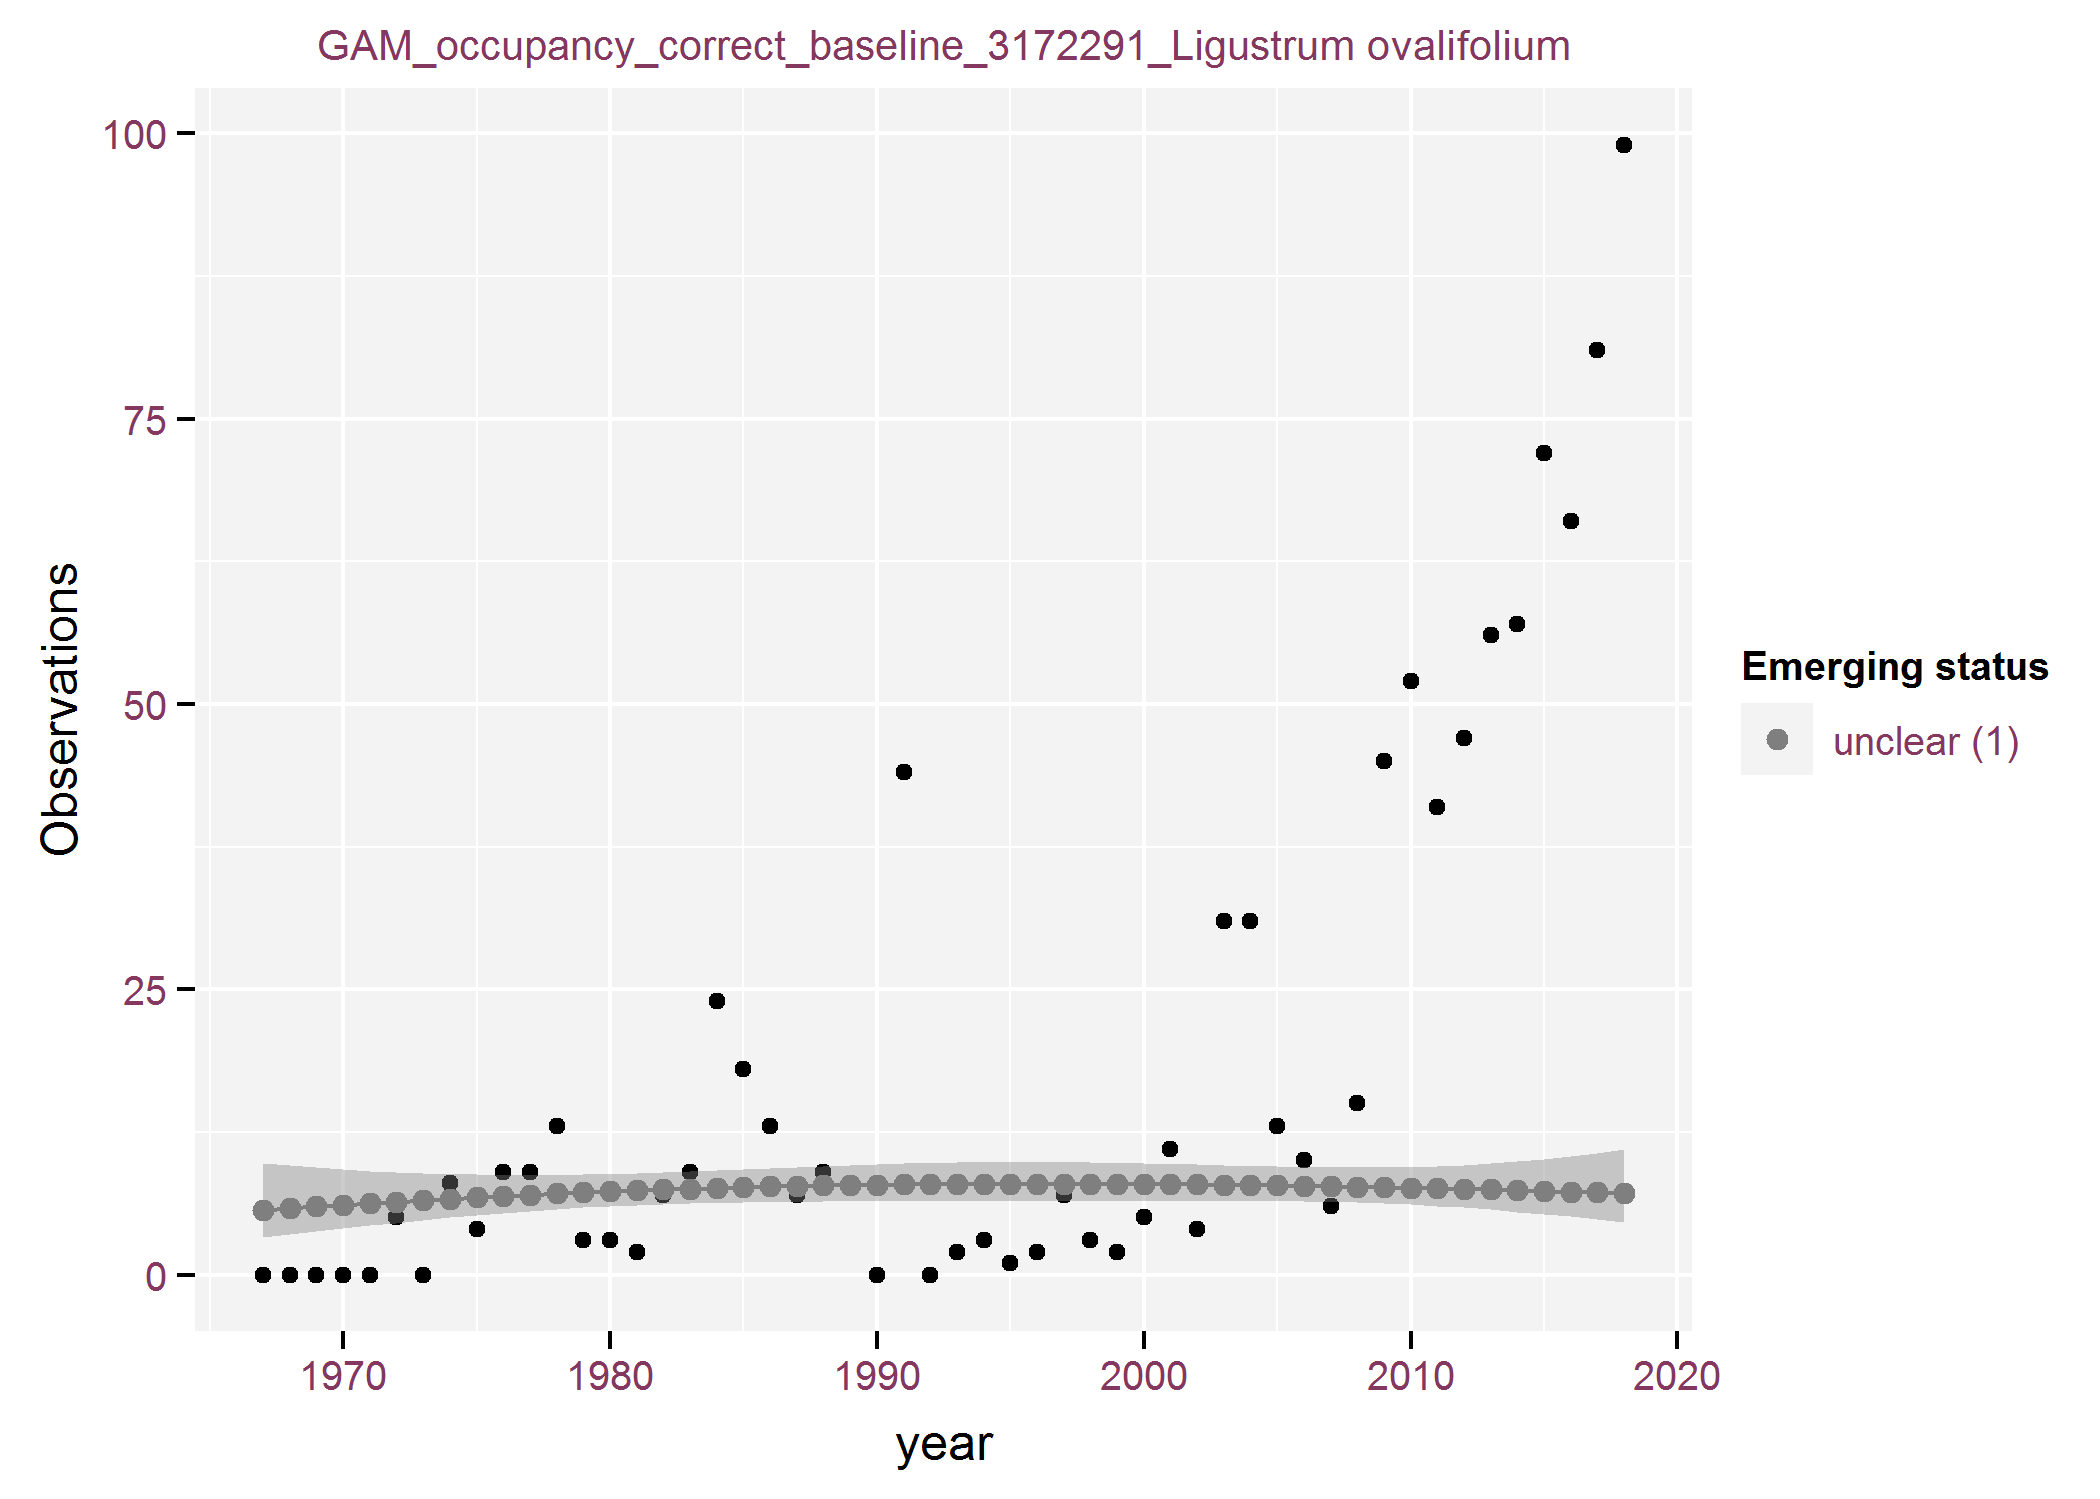 GAM_occupancy_correct_baseline_3172291_Ligustrum ovalifolium
100
75
50
25
0
Observations
1970 1980 1990 2000 2010 2020
year
Emerging status
unclear (1)